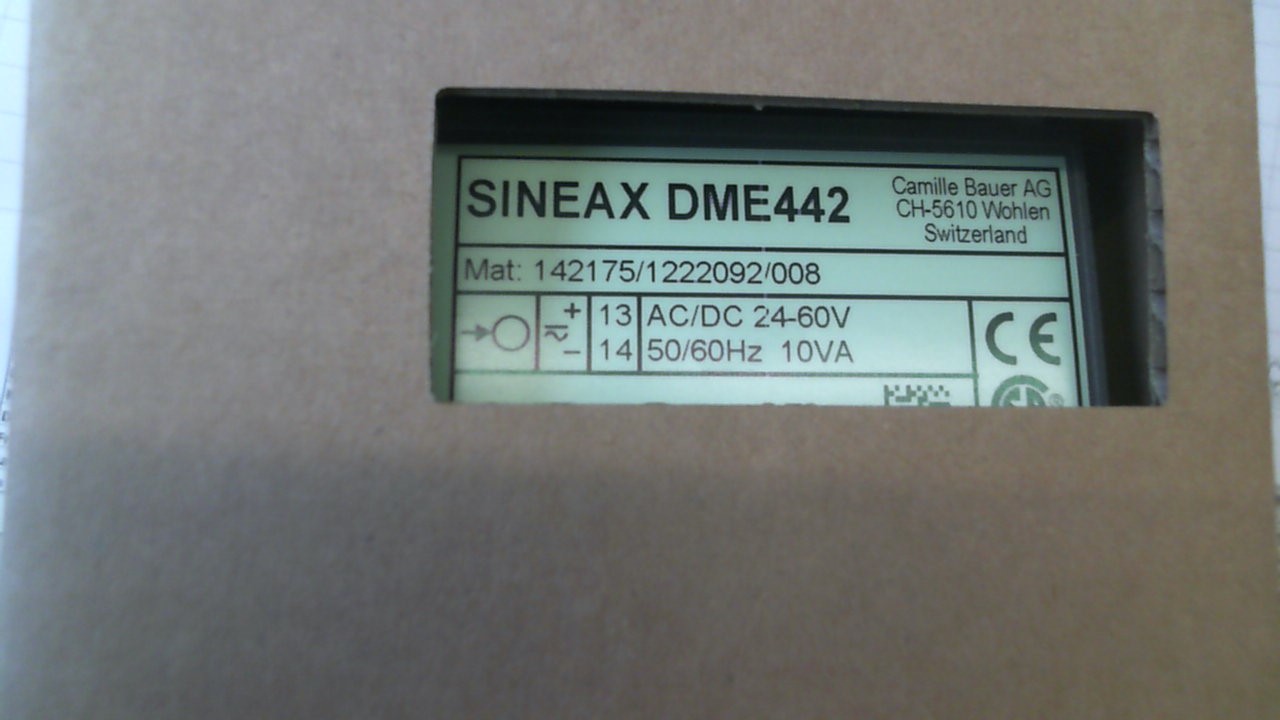 SINEAX DME442
Camille Bauer AG
CH-5610 Wohlen
Switzerland
Mat: 142175/1222092/008
+ 13 AC/DC 24-60V
– 14 50/60Hz 10VA
CE